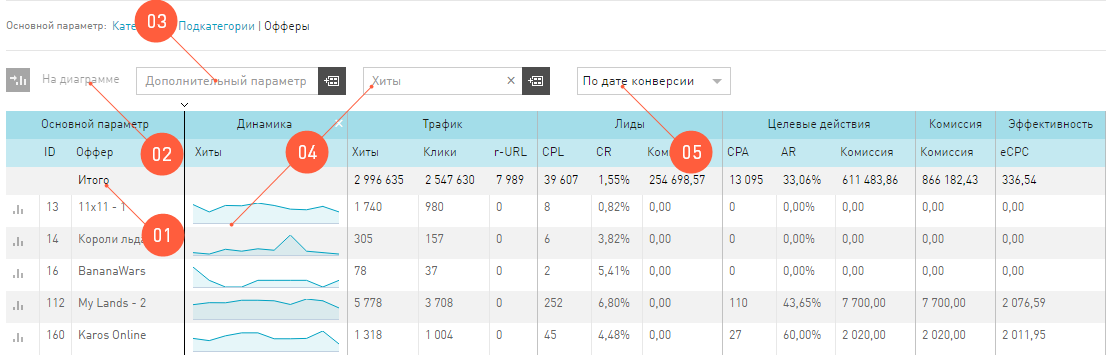 Основной параметр: Подкатегории | Офферы
03
На диаграмме Дополнительный параметр Хиты × По дате конверсии
Основной параметр Динамика × Трафик Лиды Целевые действия Комиссия Эффективность
02 04 05
ID Оффер Хиты Хиты Клики r-URL CPL CR CPA AR Комиссия Комиссия eCPC
Итого 2 996 635 2 547 630 7 989 39 607 1,55% 254 698,57 13 095 33,06% 611 483,86 866 182,43 336,54
13 11x11 - 1 1 740 980 0 8 0,82% 0,00 0 0,00% 0,00 0,00 0,00
01
14 Короли 305 157 0 6 3,82% 0,00 0 0,00% 0,00 0,00 0,00
16 BananaWars 78 37 0 2 5,41% 0,00 0 0,00% 0,00 0,00 0,00
112 My Lands - 2 5 778 3 708 0 252 6,80% 0,00 110 43,65% 7 700,00 7 700,00 2 076,59
160 Karos Online 1 318 1 004 0 45 4,48% 0,00 27 60,00% 2 020,00 2 020,00 2 011,95